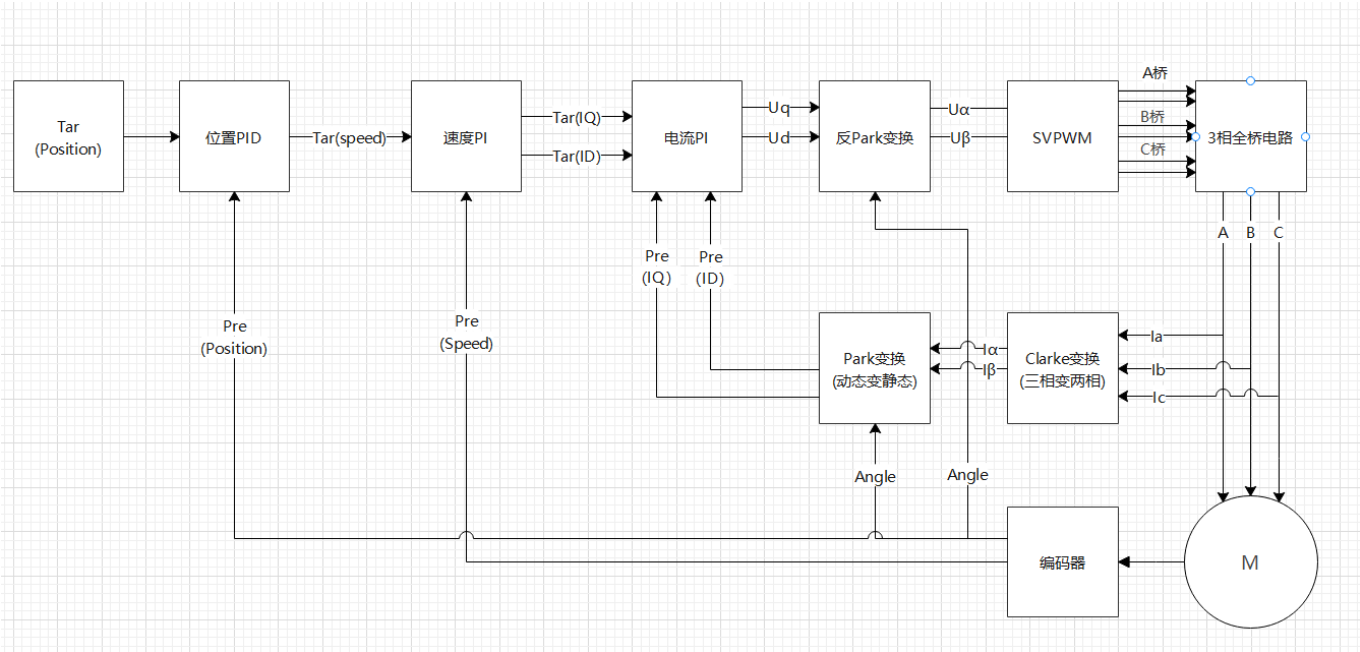 Tar
(Position)
位置PID
Tar(speed)
速度PI
Tar(IQ)
Tar(ID)
电流PI
Uq
Ud
反Park变换
Uα
Uβ
SVPWM
A桥
B桥
C桥
3相全桥电路
A
B
C
Pre
(IQ)
Pre
(ID)
Pre
(Position)
Pre
(Speed)
Park变换
(动态变静态)
Iα
Iβ
Clarke变换
(三相变两相)
Ia
Ib
Ic
Angle
Angle
编码器
M